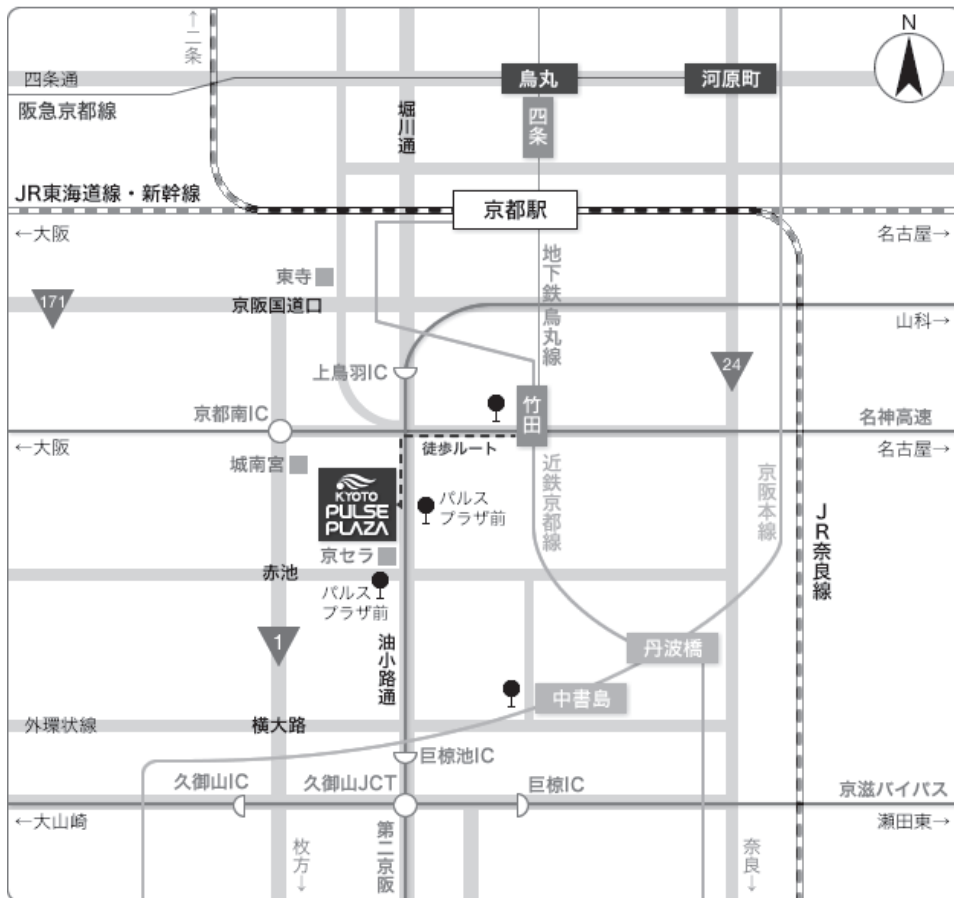 ↑二条
N
四条通
烏丸
河原町
阪急京都線
堀川通
四条
JR東海道線・新幹線
京都駅
←大阪
名古屋→
地下鉄烏丸線
東寺
171
京阪国道口
山科→
上鳥羽IC
24
京都南IC
竹田
名神高速
←大阪
徒歩ルート
名古屋→
城南宮
近鉄京都線
京阪本線
KYOTO
PULSE
PLAZA
パルス
プラザ前
JR奈良線
京セラ
赤池
パルス
プラザ前
1
油小路通
丹波橋
中書島
外環状線
横大路
巨椋池IC
久御山IC
久御山JCT
巨椋IC
京滋バイパス
←大山崎
瀬田東→
第二京阪
枚方→
奈良→